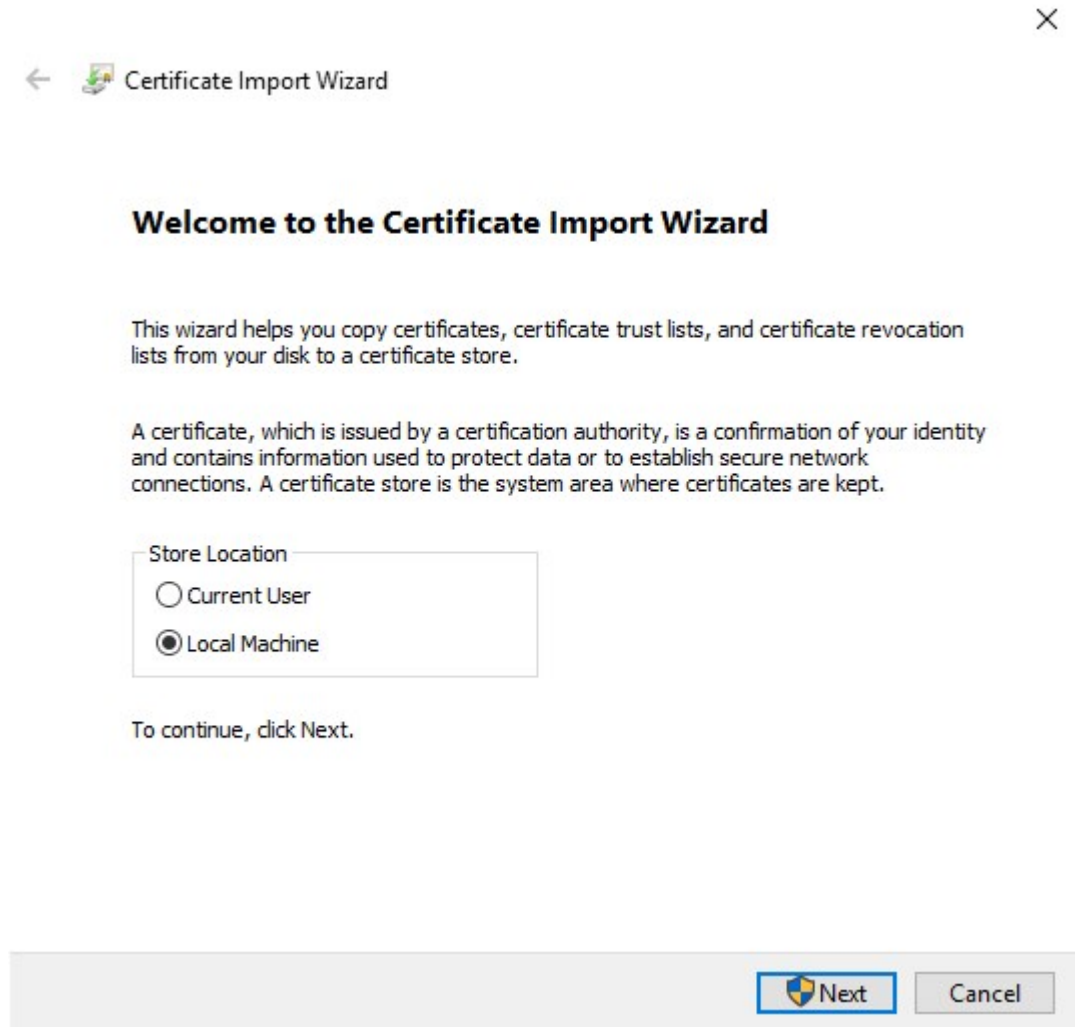 Certificate Import Wizard
Welcome to the Certificate Import Wizard
This wizard helps you copy certificates, certificate trust lists, and certificate revocation
lists from your disk to a certificate store.
A certificate, which is issued by a certification authority, is a confirmation of your identity
and contains information used to protect data or to establish secure network
connections. A certificate store is the system area where certificates are kept.
Store Location
Current User
Local Machine
To continue, click Next.
Next Cancel